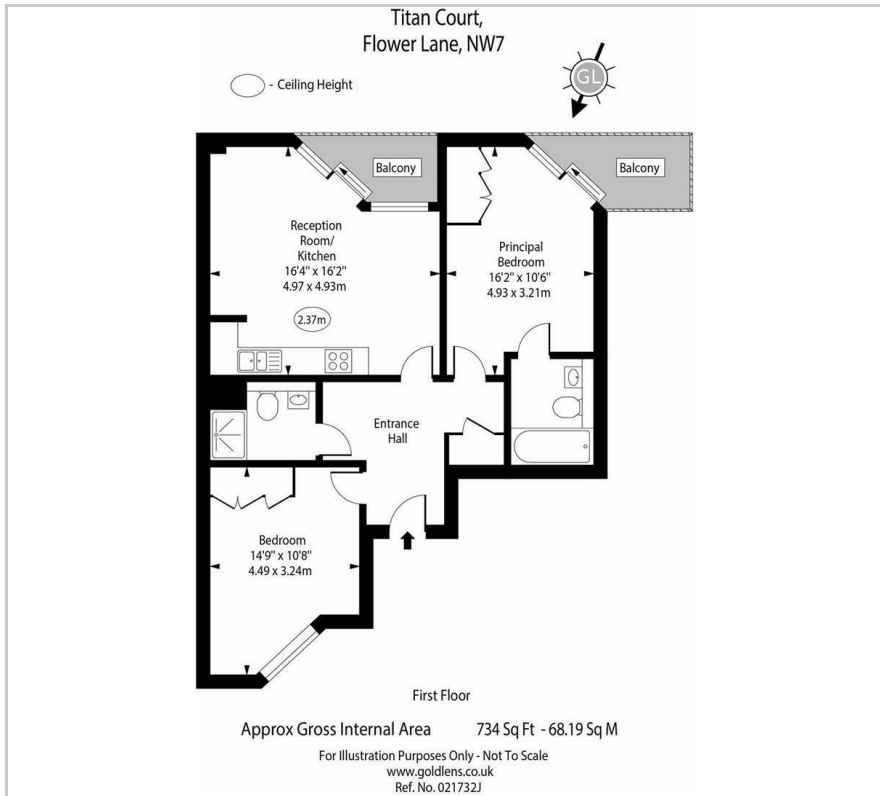 Titan Court,
Flower Lane, NW7
GL
- Ceiling Height
Balcony
Balcony
Reception
Room/
Kitchen
16'4" x 16'2"
4.97 x 4.93m
2.37m
Principal
Bedroom
16'2" x 10'6"
4.93 x 3.21m
Entrance
Hall
Bedroom
14'9" x 10'8"
4.49 x 3.24m
First Floor
Approx Gross Internal Area 734 Sq Ft - 68.19 Sq M
For Illustration Purposes Only - Not To Scale
www.goldlens.co.uk
Ref. No. 021732J